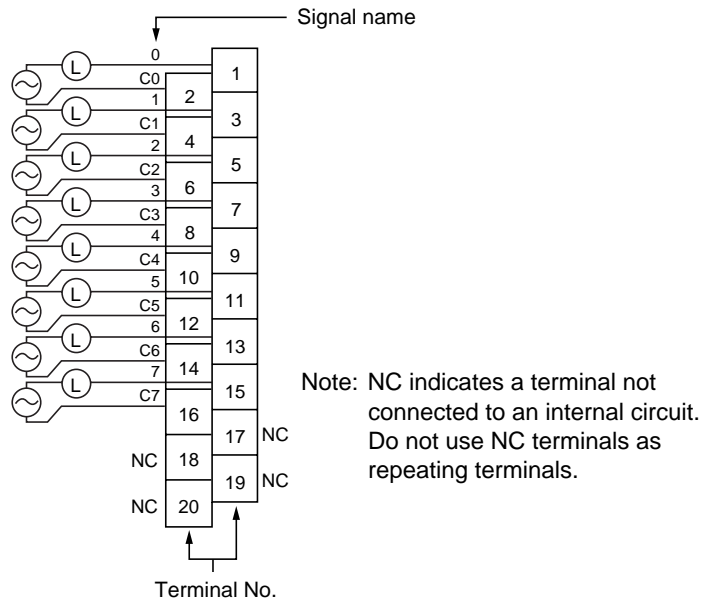 Signal name
0
L
1
C0
2
1
L
3
C1
4
2
L
5
C2
6
3
L
7
C3
8
4
L
9
C4
10
5
L
11
C5
12
6
L
13
C6
14
7
L
15
C7
16
17 NC
NC 18
19 NC
NC 20
Terminal No.
Note: NC indicates a terminal not
connected to an internal circuit.
Do not use NC terminals as
repeating terminals.